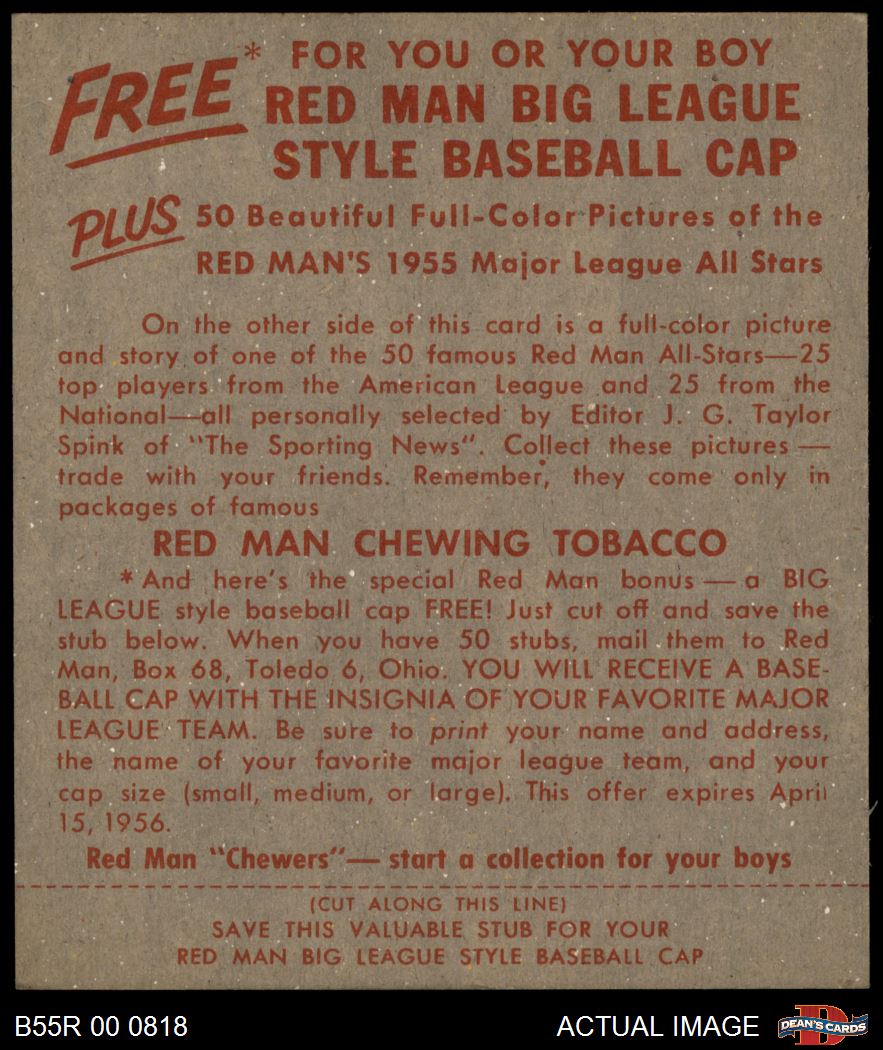 FREE* FOR YOU OR YOUR BOY
RED MAN BIG LEAGUE
STYLE BASEBALL CAP
PLUS 50 Beautiful Full-Color Pictures of the
RED MAN'S 1955 Major League All Stars
On the other side of this card is a full-color picture
and story of one of the 50 famous Red Man All-Stars—25
top players from the American League and 25 from the
National—all personally selected by Editor J. G. Taylor
Spink of "The Sporting News". Collect these pictures —
trade with your friends. Remember, they come only in
packages of famous
RED MAN CHEWING TOBACCO
*And here's the special Red Man bonus — a BIG
LEAGUE style baseball cap FREE! Just cut off and save the
stub below. When you have 50 stubs, mail them to Red
Man, Box 68, Toledo 6, Ohio. YOU WILL RECEIVE A BASE-
BALL CAP WITH THE INSIGNIA OF YOUR FAVORITE MAJOR
LEAGUE TEAM. Be sure to print your name and address,
the name of your favorite major league team, and your
cap size (small, medium, or large). This offer expires April
15, 1956.
Red Man "Chewers"— start a collection for your boys
(CUT ALONG THIS LINE)
SAVE THIS VALUABLE STUB FOR YOUR
RED MAN BIG LEAGUE STYLE BASEBALL CAP
B55R 00 0818 ACTUAL IMAGE D DEAN'S CARDS